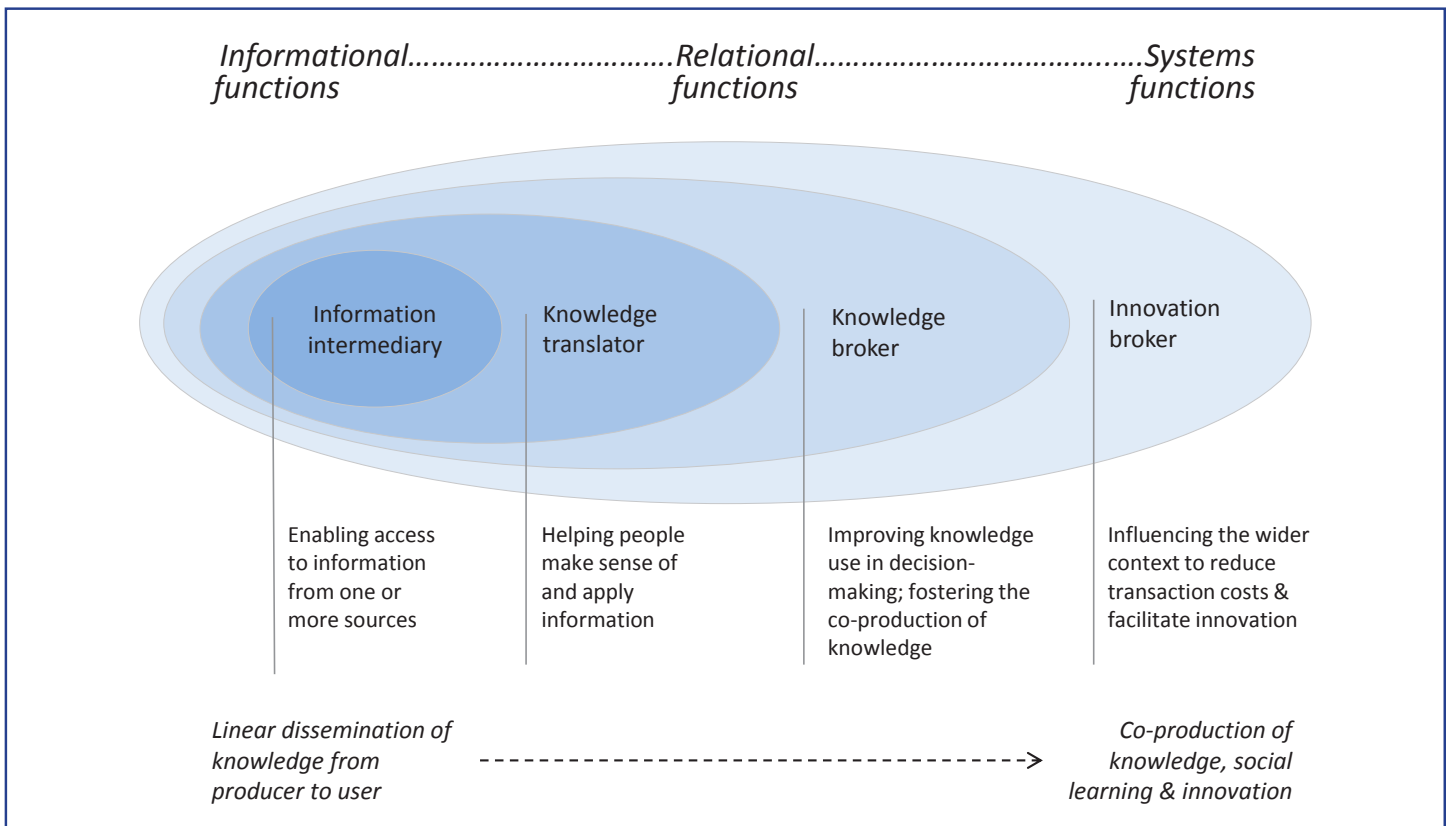 Informational……………………….Relational………………………..….Systems
functions functions functions
Information
intermediary
Knowledge
translator
Knowledge
broker
Innovation
broker
Enabling access
to information
from one or
more sources
Helping people
make sense of
and apply
information
Improving knowledge
use in decision-
making; fostering the
co-production of
knowledge
Influencing the wider
context to reduce
transaction costs &
facilitate innovation
Linear dissemination of
knowledge from
producer to user
Co-production of
knowledge, social
learning & innovation